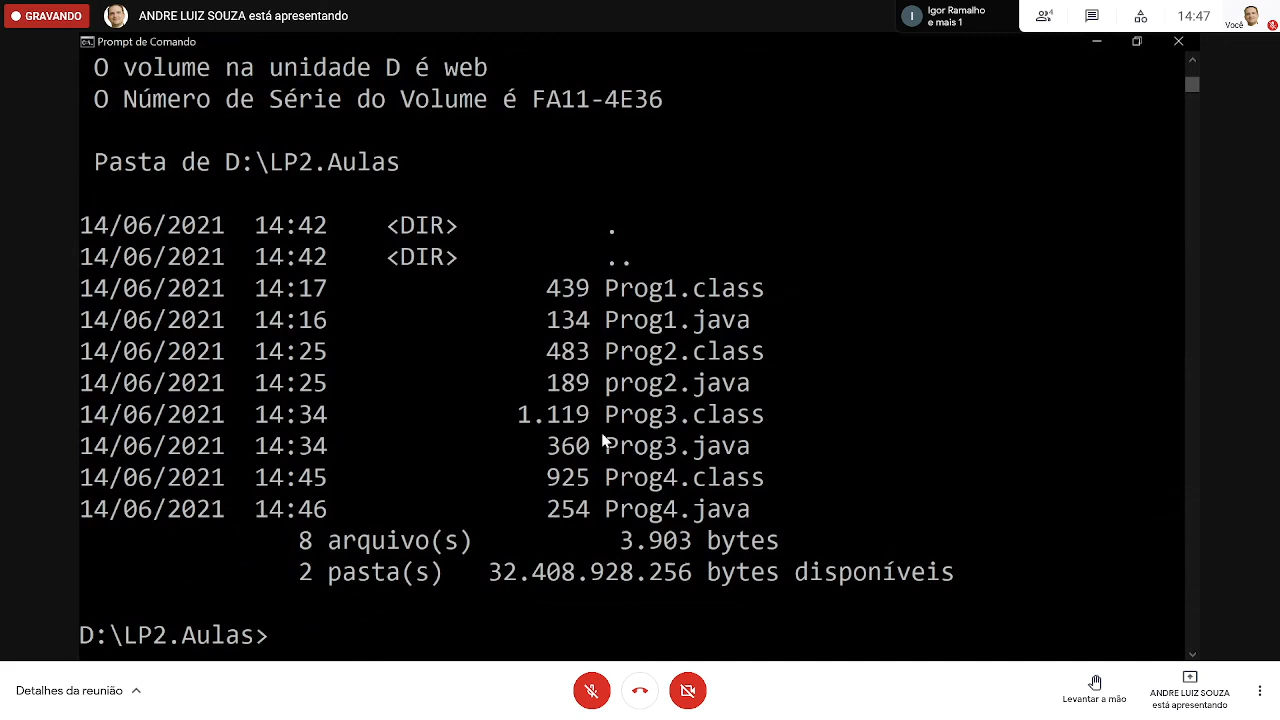 GRAVANDO
ANDRE LUIZ SOUZA está apresentando
I
Igor Ramalho
e mais 1
4
14:47
Você
Prompt de Comando
O volume na unidade D é web
O Número de Série do Volume é FA11-4E36
Pasta de D:\LP2.Aulas
14/06/2021 14:42 <DIR> .
14/06/2021 14:42 <DIR> ..
14/06/2021 14:17 439 Prog1.class
14/06/2021 14:16 134 Prog1.java
14/06/2021 14:25 483 Prog2.class
14/06/2021 14:25 189 prog2.java
14/06/2021 14:34 1.119 Prog3.class
14/06/2021 14:34 360 Prog3.java
14/06/2021 14:45 925 Prog4.class
14/06/2021 14:46 254 Prog4.java
8 arquivo(s) 3.903 bytes
2 pasta(s) 32.408.928.256 bytes disponíveis
D:\LP2.Aulas>
Detalhes da reunião
Levantar a mão
ANDRE LUIZ SOUZA
está apresentando